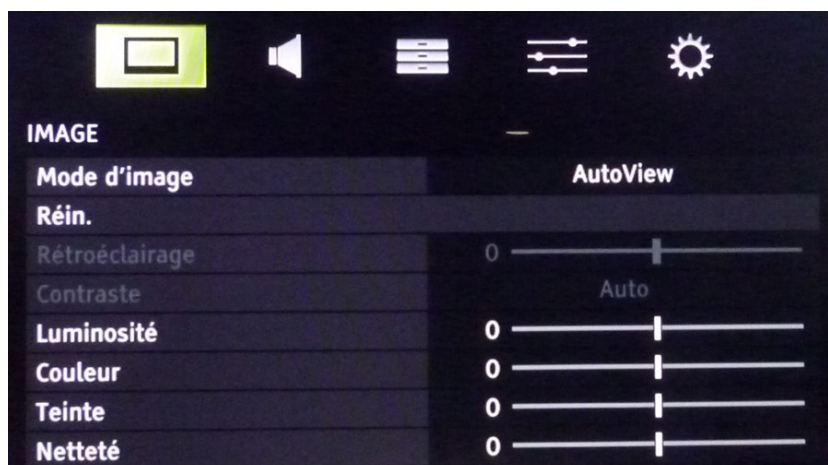 IMAGE
Mode d'image AutoView
Réin.
Rétroéclairage 0
Contraste Auto
Luminosité 0
Couleur 0
Teinte 0
Netteté 0